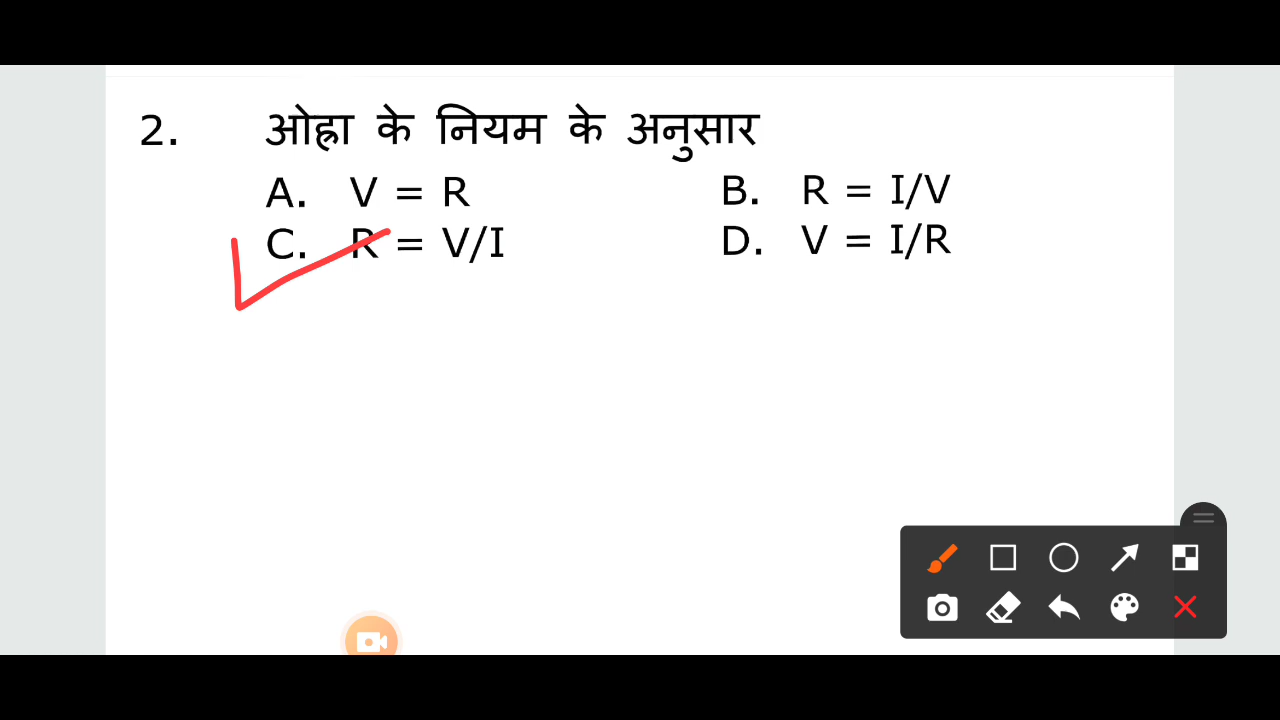 2. ओह्रा के नियम के अनुसार
A. V = R B. R = I/V
C. R = V/I D. V = I/R